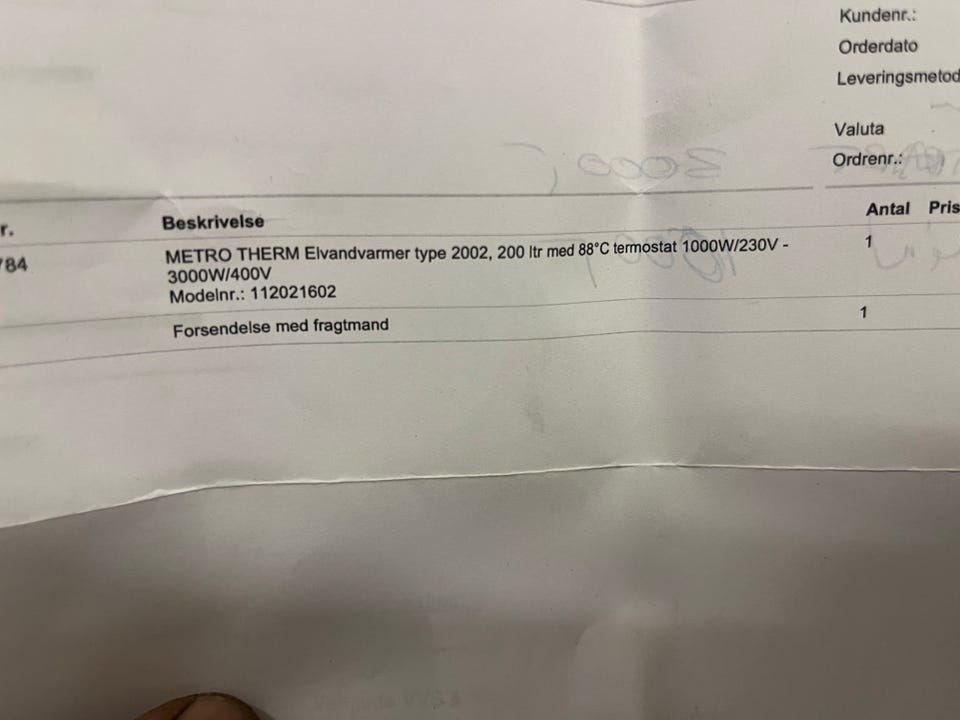 Kundenr.:
Orderdato
Leveringsmetod
Valuta
Ordrenr.:
r. Beskrivelse Antal Pris
784 METRO THERM Elvandvarmer type 2002, 200 ltr med 88°C termostat 1000W/230V - 1
3000W/400V
Modelnr.: 112021602
Forsendelse med fragtmand 1